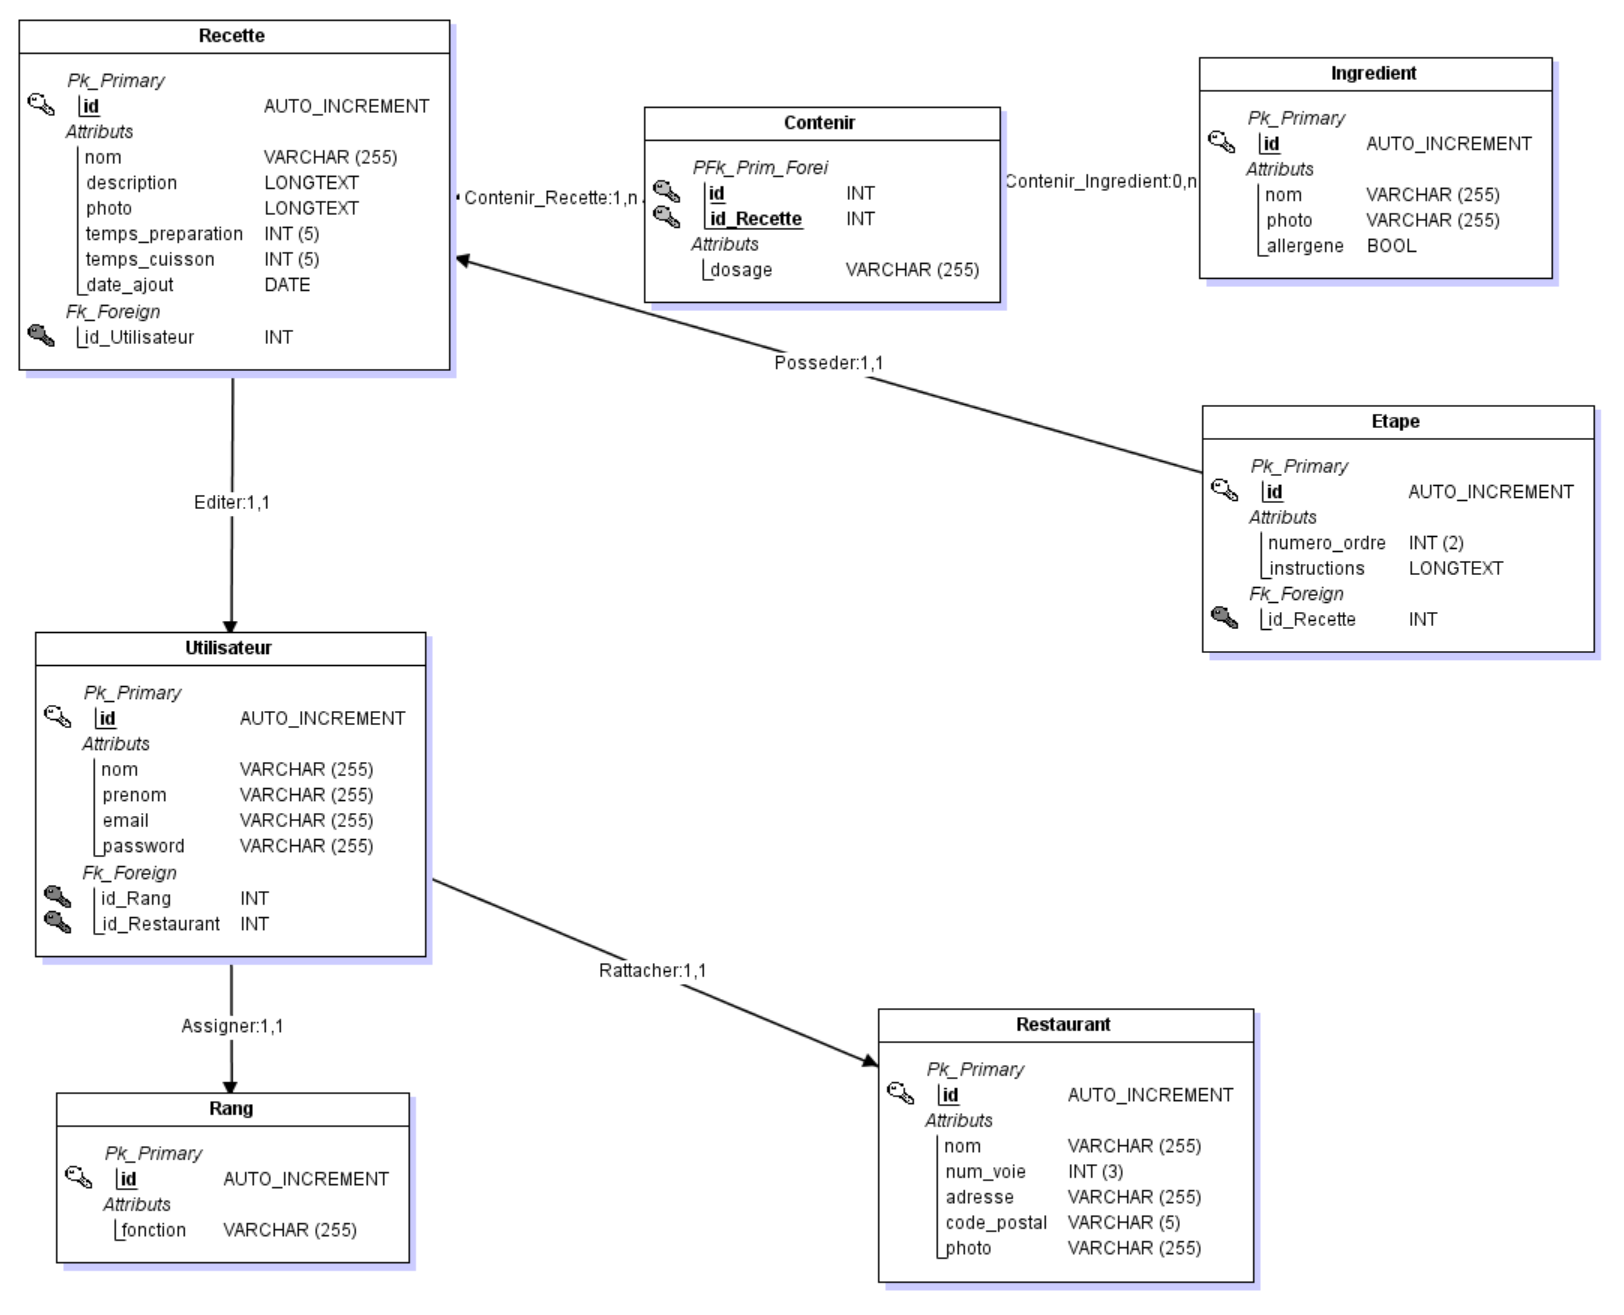 Recette
Pk_Primary
id AUTO_INCREMENT
Attributs
nom VARCHAR (255)
description LONGTEXT
photo LONGTEXT
temps_preparation INT (5)
temps_cuisson INT (5)
date_ajout DATE
Fk_Foreign
id_Utilisateur INT
Contenir_Recette:1,n
Contenir
PFk_Prim_Forei
id INT
id_Recette INT
Attributs
dosage VARCHAR (255)
Contenir_Ingredient:0,n
Ingredient
Pk_Primary
id AUTO_INCREMENT
Attributs
nom VARCHAR (255)
photo VARCHAR (255)
allergene BOOL
Posseder:1,1
Etape
Pk_Primary
id AUTO_INCREMENT
Attributs
numero_ordre INT (2)
instructions LONGTEXT
Fk_Foreign
id_Recette INT
Editer:1,1
Utilisateur
Pk_Primary
id AUTO_INCREMENT
Attributs
nom VARCHAR (255)
prenom VARCHAR (255)
email VARCHAR (255)
password VARCHAR (255)
Fk_Foreign
id_Rang INT
id_Restaurant INT
Rattacher:1,1
Assigner:1,1
Rang
Pk_Primary
id AUTO_INCREMENT
Attributs
fonction VARCHAR (255)
Restaurant
Pk_Primary
id AUTO_INCREMENT
Attributs
nom VARCHAR (255)
num_voie INT (3)
adresse VARCHAR (255)
code_postal VARCHAR (5)
photo VARCHAR (255)